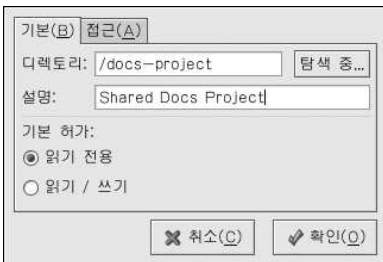 기본(B) 접근(A)
디렉토리: /docs-project 탐색 중...
설명: Shared Docs Project
기본 허가:
읽기 전용
읽기 / 쓰기
취소(C) 확인(O)